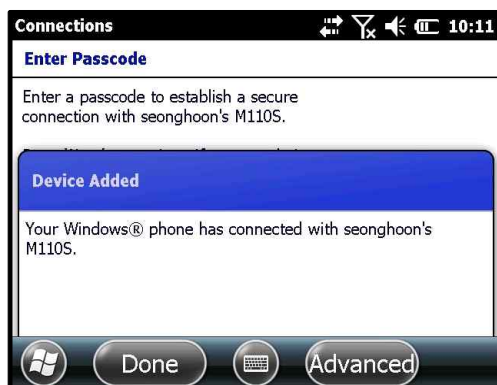 Connections 10:11
Enter Passcode
Enter a passcode to establish a secure
connection with seonghoon's M110S.
Device Added
Your Windows® phone has connected with seonghoon's
M110S.
Done Advanced